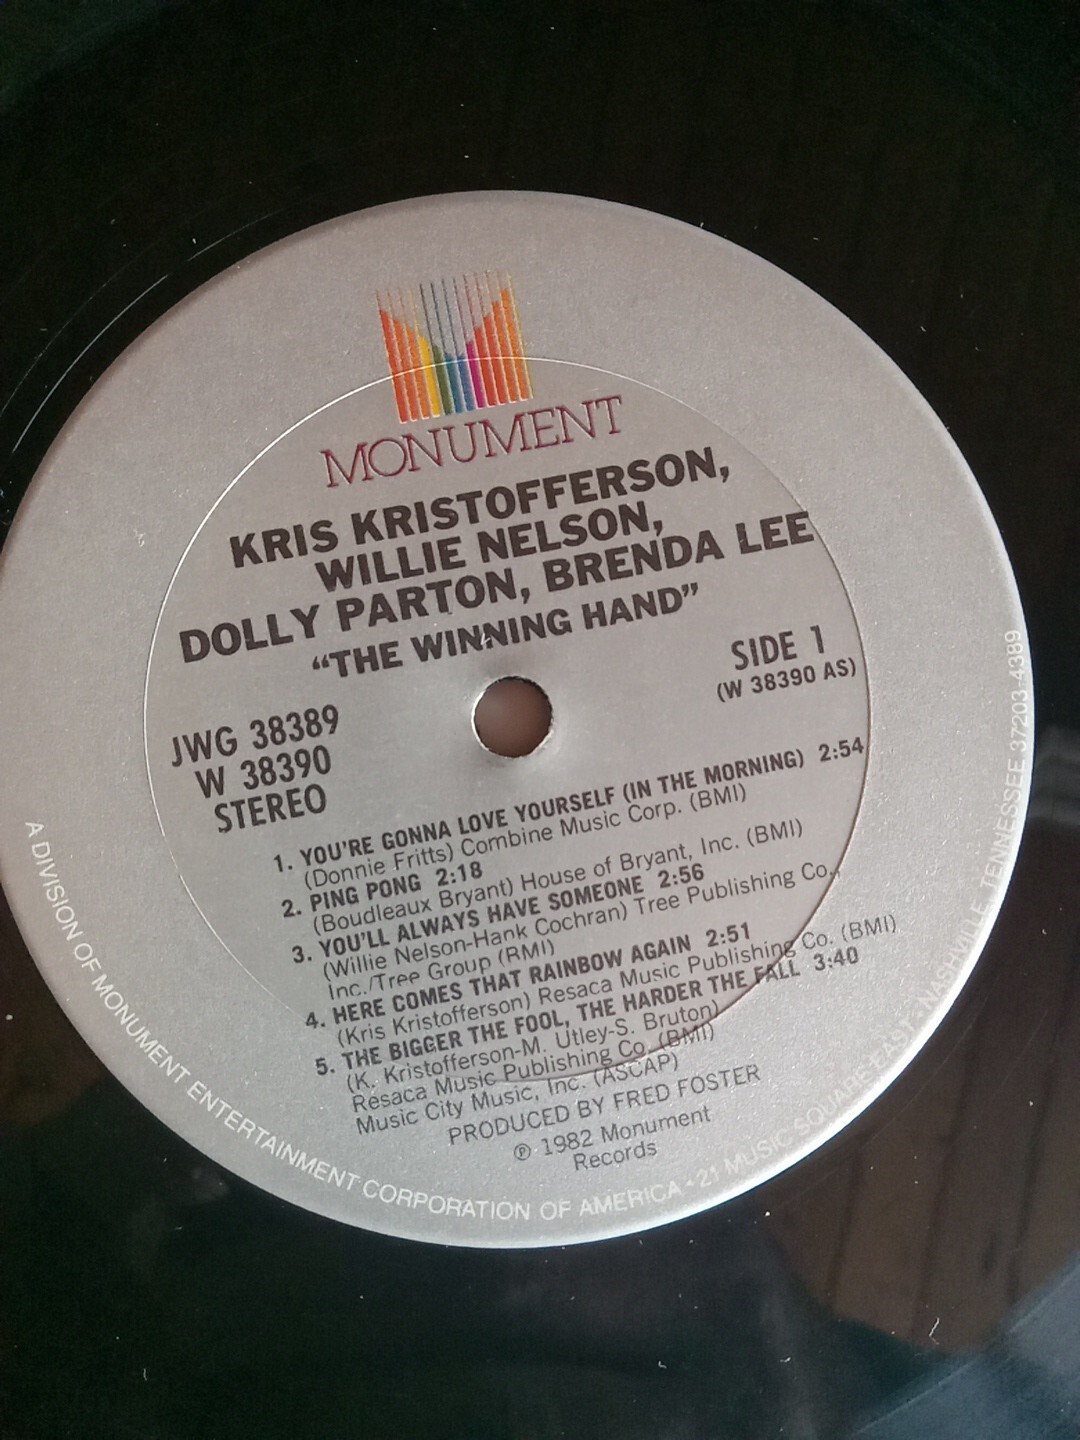 MONUMENT
KRIS KRISTOFFERSON,
WILLIE NELSON,
DOLLY PARTON, BRENDA LEE
“THE WINNING HAND”
SIDE 1
(W 38390 AS)
JWG 38389
W 38390
STEREO
1. YOU'RE GONNA LOVE YOURSELF (IN THE MORNING) 2:54
(Donnie Fritts) Combine Music Corp. (BMI)
2. PING PONG 2:18
(Boudleaux Bryant) House of Bryant, Inc. (BMI)
3. YOU'LL ALWAYS HAVE SOMEONE 2:56
(Willie Nelson-Hank Cochran) Tree Publishing Co.,
Inc./Tree Group (BMI)
4. HERE COMES THAT RAINBOW AGAIN 2:51
(Kris Kristofferson) Resaca Music Publishing Co. (BMI)
5. THE BIGGER THE FOOL, THE HARDER THE FALL 3:40
(K. Kristofferson-M. Utley-S. Bruton)
Resaca Music Publishing Co. (BMI)
Music City Music, Inc. (ASCAP)
PRODUCED BY FRED FOSTER
℗ 1982 Monument
Records
A DIVISION OF MONUMENT ENTERTAINMENT CORPORATION OF AMERICA • 21 MUSIC SQUARE EAST • NASHVILLE, TENNESSEE 37203-4389